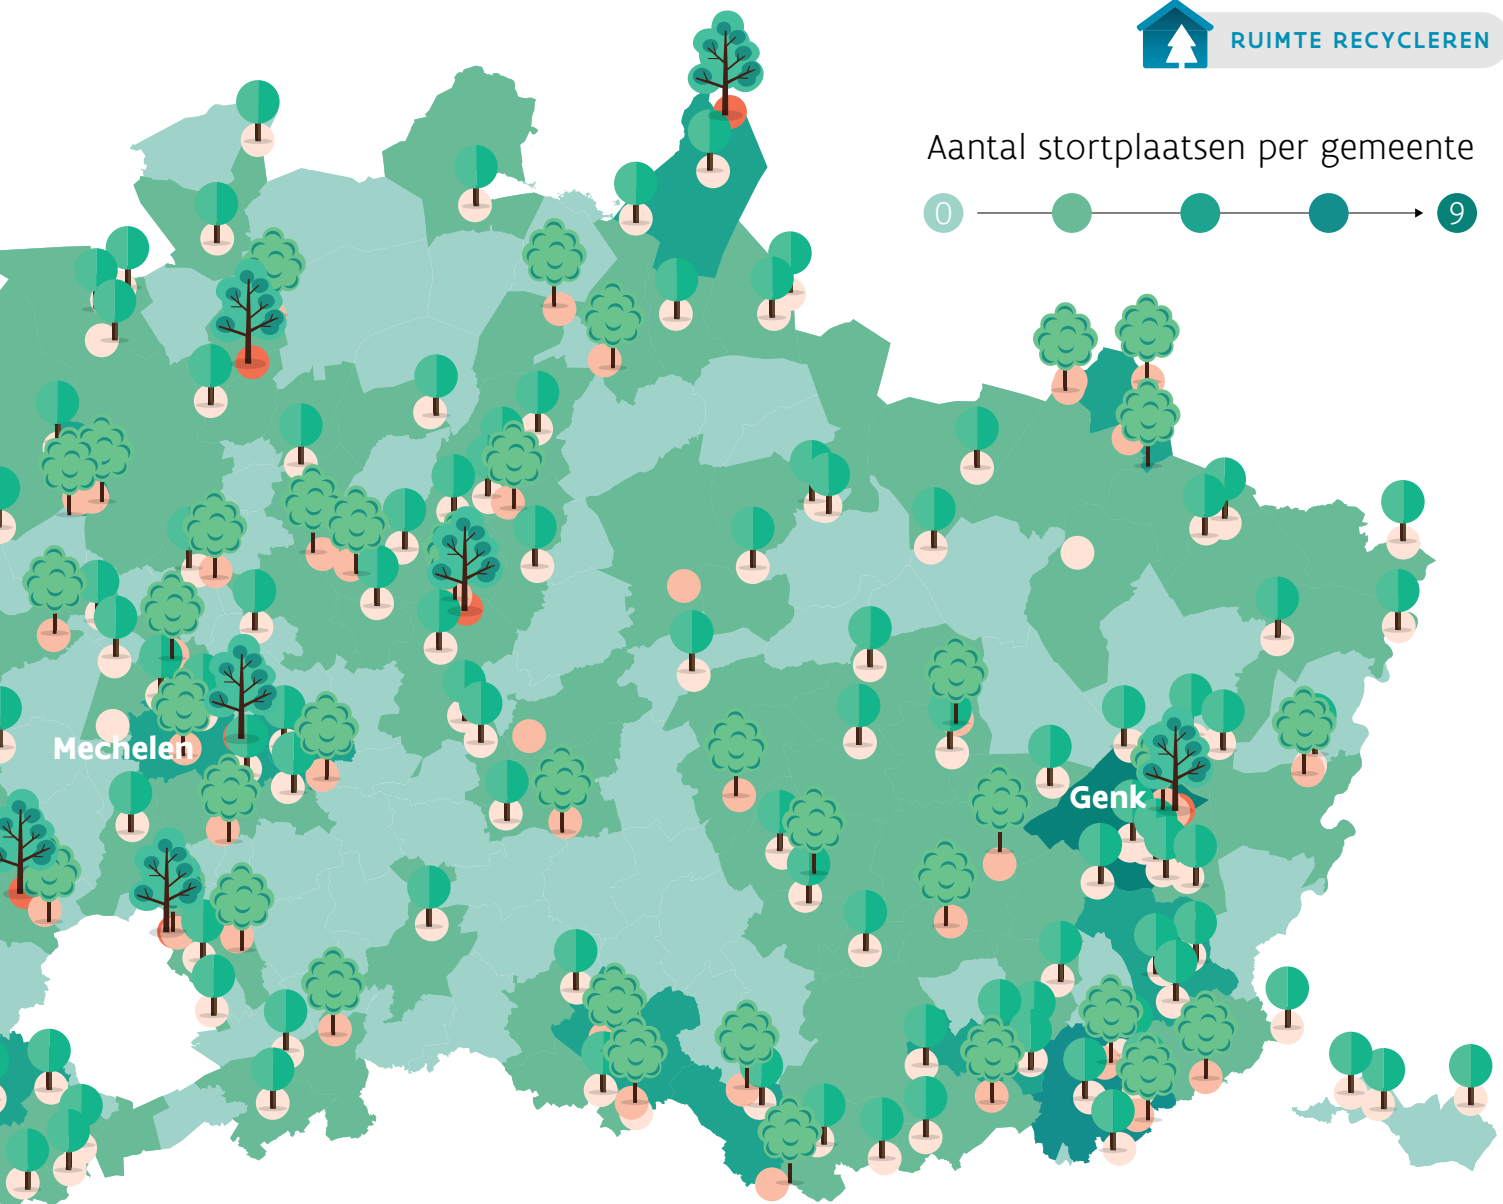 RUIMTE RECYCLEREN
Aantal stortplaatsen per gemeente
0 9
Mechelen
Genk